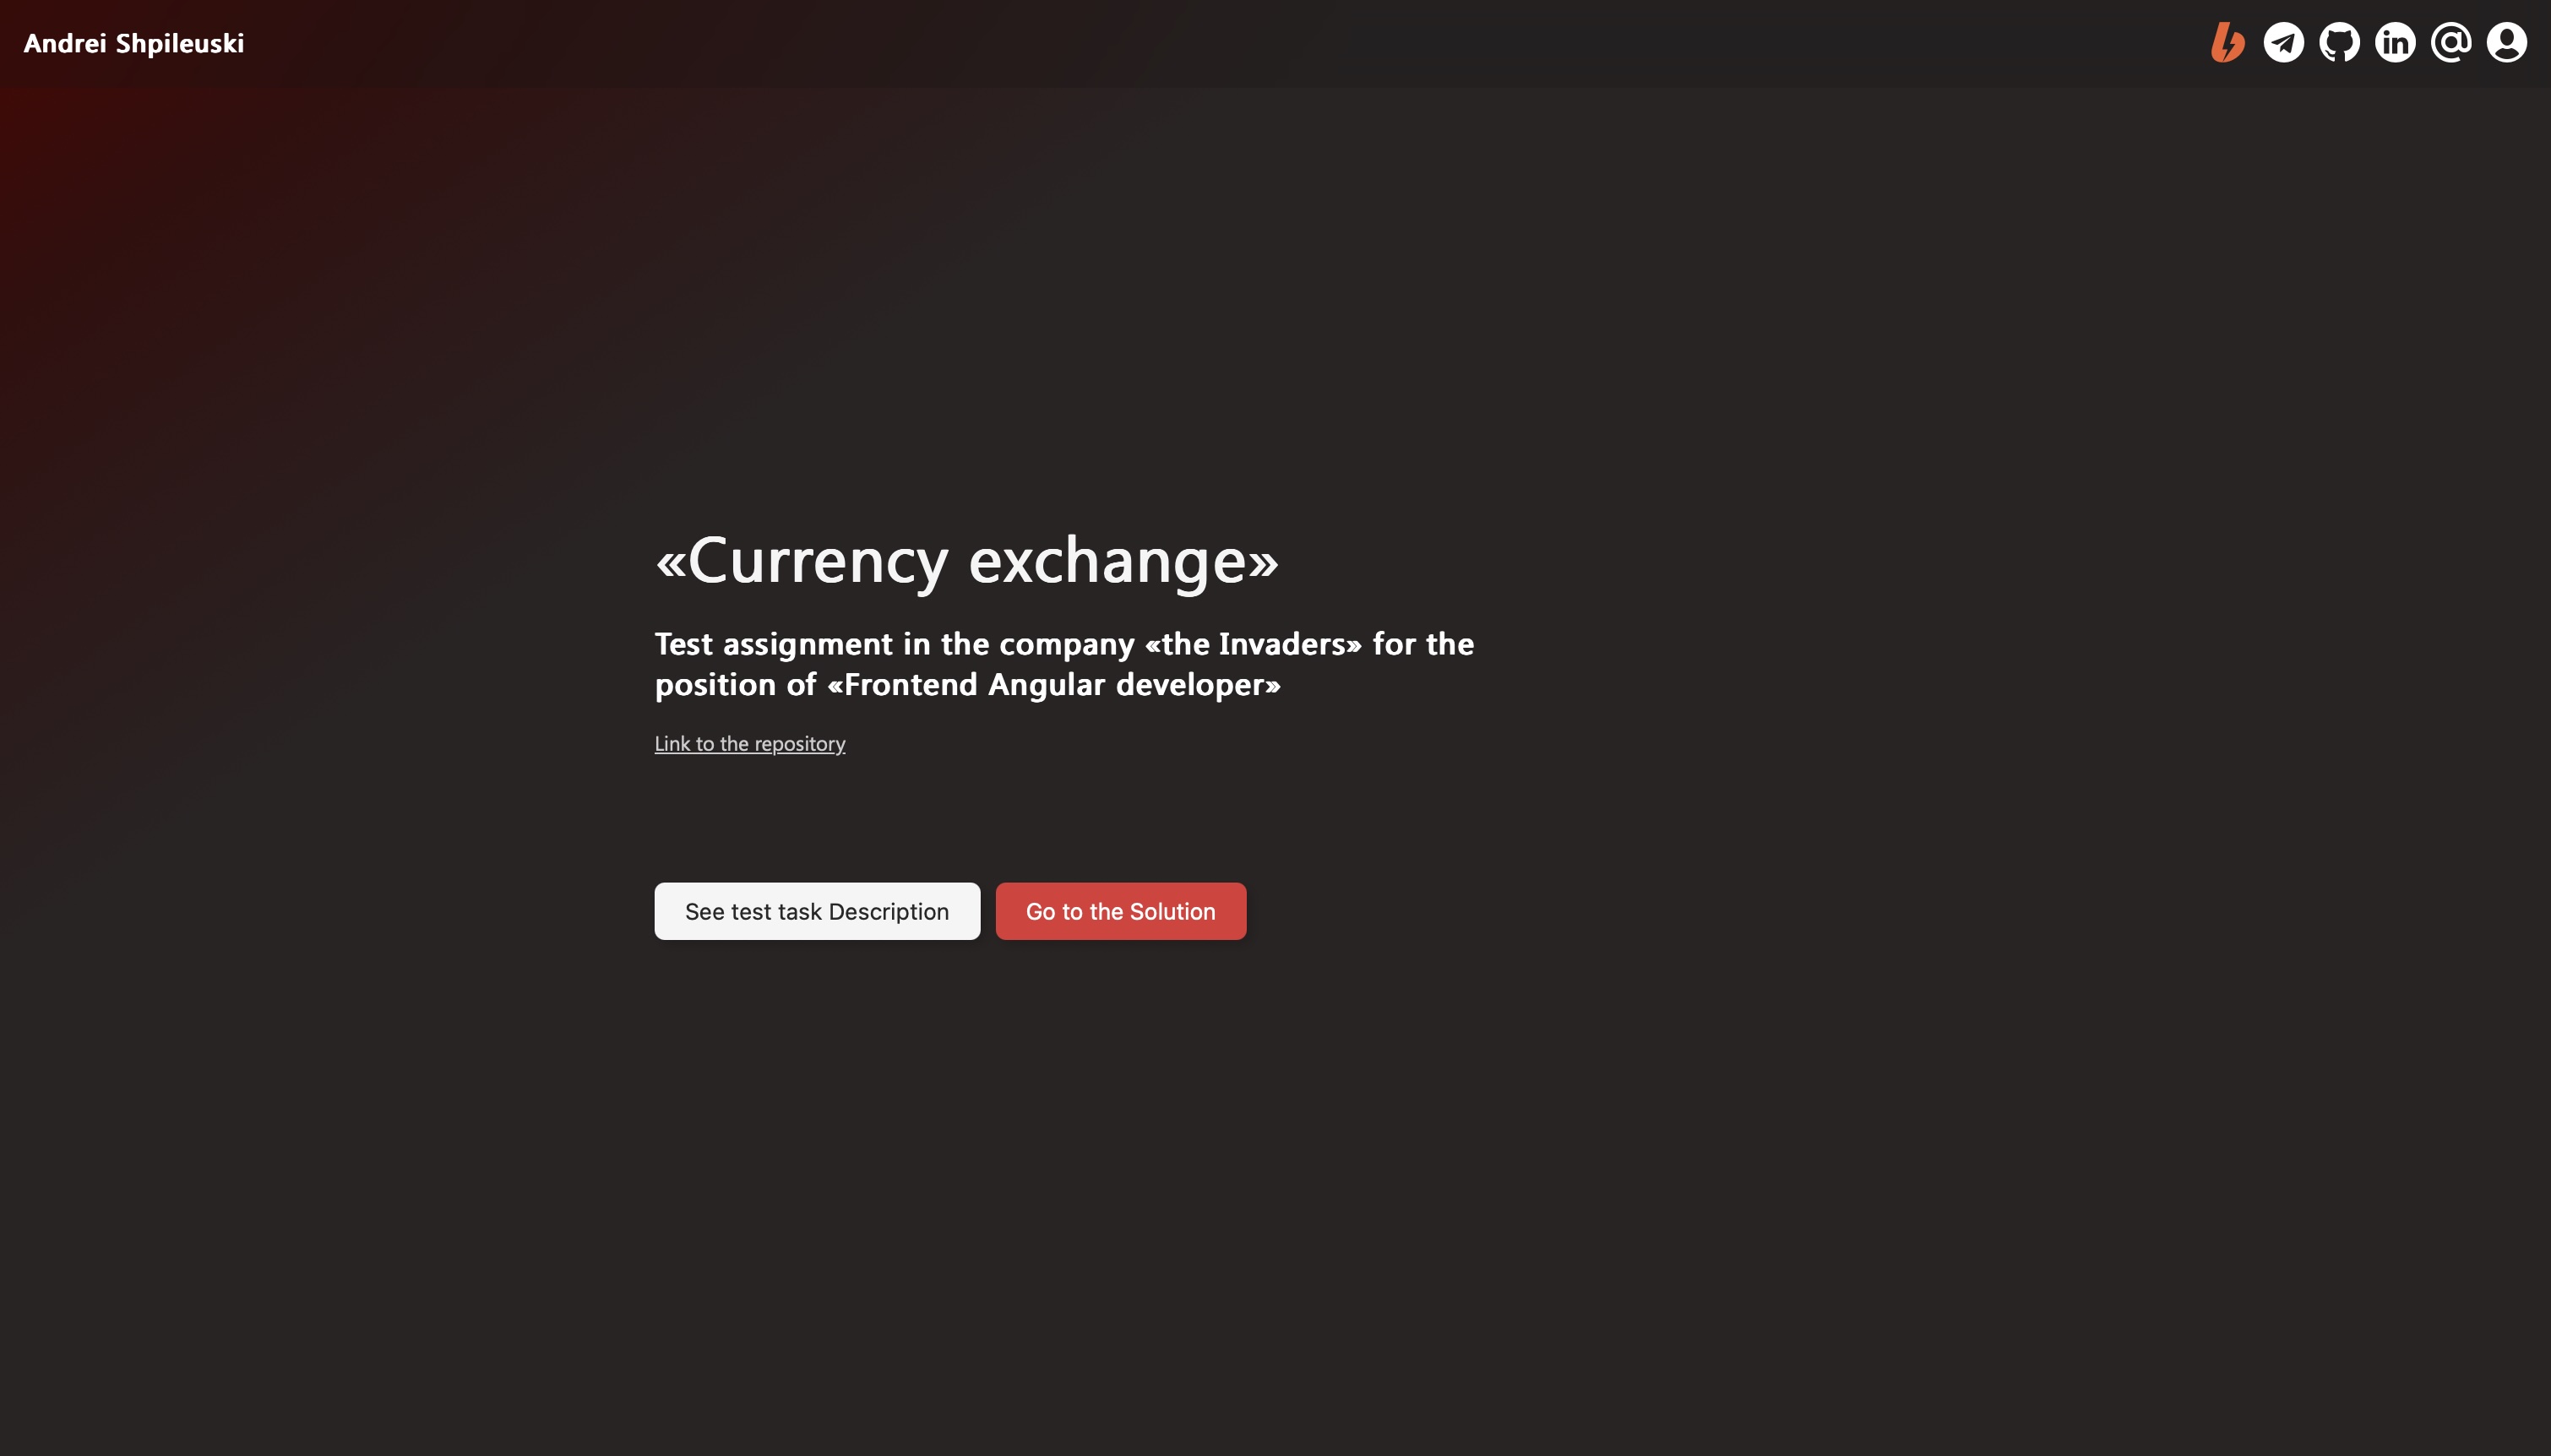 Andrei Shpileuski
«Currency exchange»
Test assignment in the company «the Invaders» for the
position of «Frontend Angular developer»
Link to the repository
See test task Description
Go to the Solution